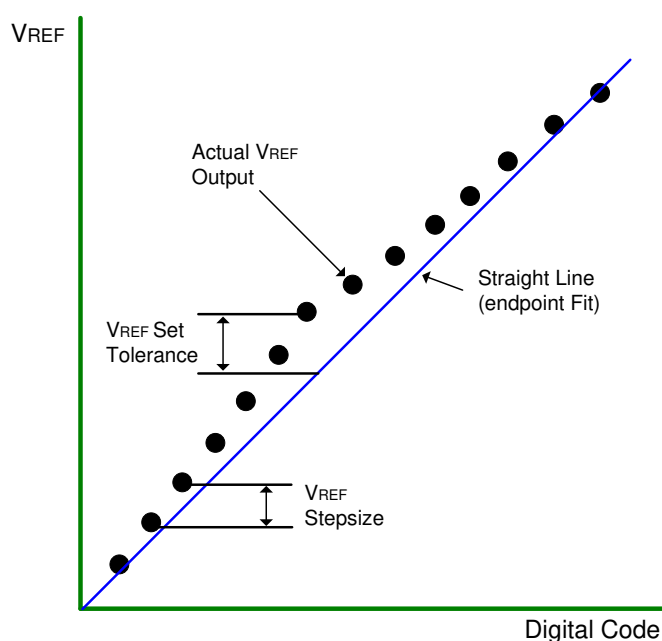 VREF
Actual VREF
Output
Straight Line
(endpoint Fit)
VREF Set
Tolerance
VREF
Stepsize
Digital Code